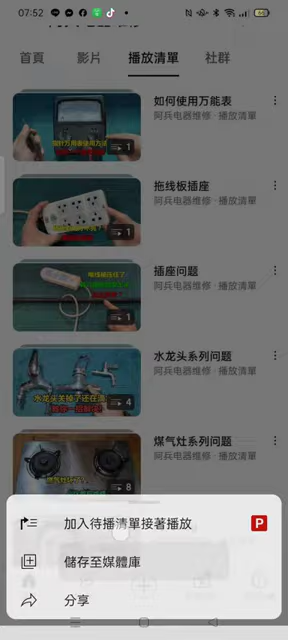 07:52
首頁 影片 播放清單 社群
如何使用万能表
阿兵电器维修 · 播放清單
1
拖线板插座
阿兵电器维修 · 播放清單
1
插座问题
阿兵电器维修 · 播放清單
1
水龙头系列问题
阿兵电器维修 · 播放清單
4
煤气灶系列问题
阿兵电器维修 · 播放清單
8
加入待播清單接著播放
P
儲存至媒體庫
分享